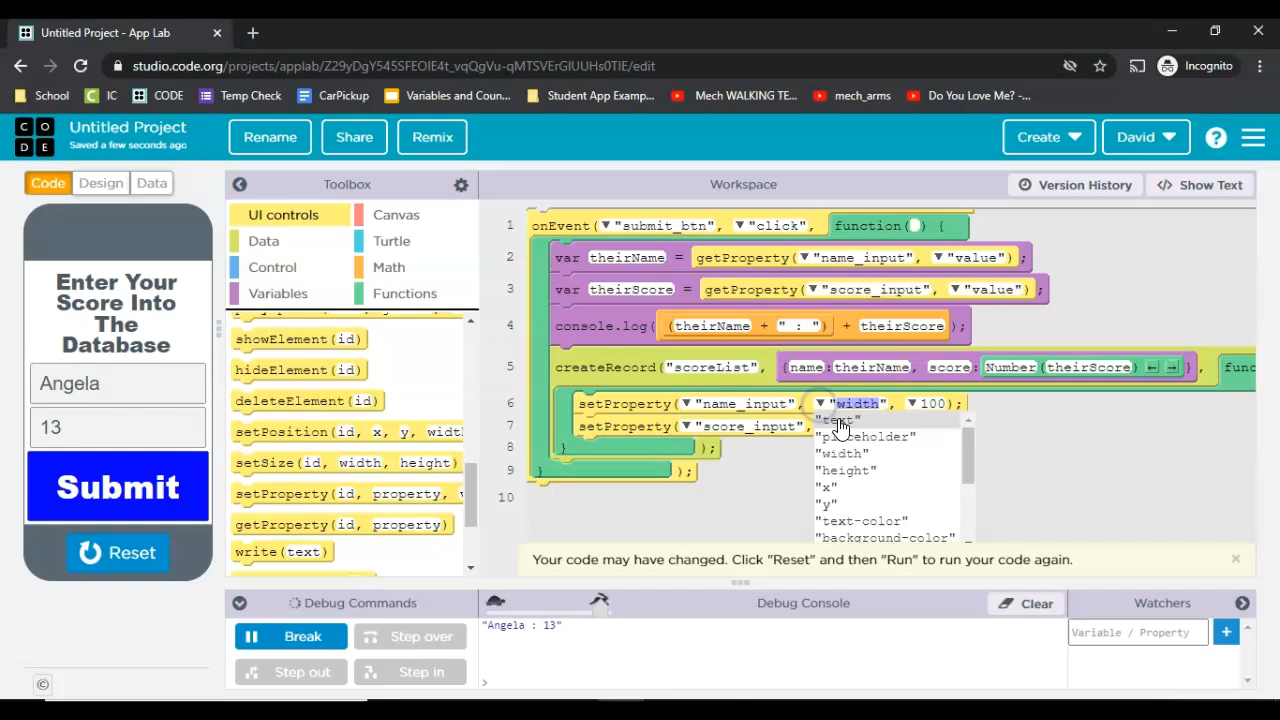 Untitled Project - App Lab
studio.code.org/projects/applab/Z29yDgY545SFEOIE4t_vqQgVu-qMTSVErGlUUHs0TIE/edit
Incognito
School IC CODE Temp Check CarPickup Variables and Coun... Student App Examp... Mech WALKING TE... mech_arms Do You Love Me? -...
C O D E
Untitled Project
Saved a few seconds ago
Rename Share Remix Create David ?
Code Design Data
Toolbox
Workspace
Version History </> Show Text
Enter Your
Score Into
The
Database
Angela
13
Submit
Reset
UI controls Canvas
Data Turtle
Control Math
Variables Functions
showElement(id)
hideElement(id)
deleteElement(id)
setPosition(id, x, y, widt
setSize(id, width, height)
setProperty(id, property,
getProperty(id, property)
write(text)
1 onEvent("submit_btn", "click", function( ) {
2 var theirName = getProperty("name_input", "value");
3 var theirScore = getProperty("score_input", "value");
4 console.log((theirName + " : ") + theirScore);
5 createRecord("scoreList", {name:theirName, score:Number(theirScore) }, func
6 setProperty("name_input", "width", 100);
7 setProperty("score_input",
8 } );
9 } );
10
"text"
"placeholder"
"width"
"height"
"x"
"y"
"text-color"
"background-color"
Your code may have changed. Click "Reset" and then "Run" to run your code again.
Debug Commands
Debug Console
Clear
Watchers
Break Step over
Step out Step in
"Angela : 13"
>
Variable / Property
+